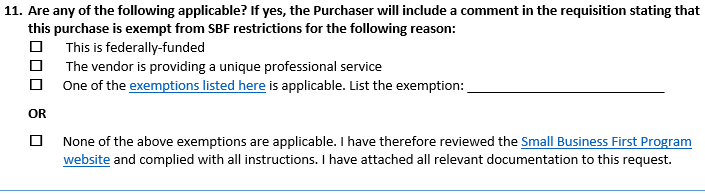 11. Are any of the following applicable? If yes, the Purchaser will include a comment in the requisition stating that
this purchase is exempt from SBF restrictions for the following reason:
☐ This is federally-funded
☐ The vendor is providing a unique professional service
☐ One of the exemptions listed here is applicable. List the exemption: ____________________________
OR
☐ None of the above exemptions are applicable. I have therefore reviewed the Small Business First Program
website and complied with all instructions. I have attached all relevant documentation to this request.